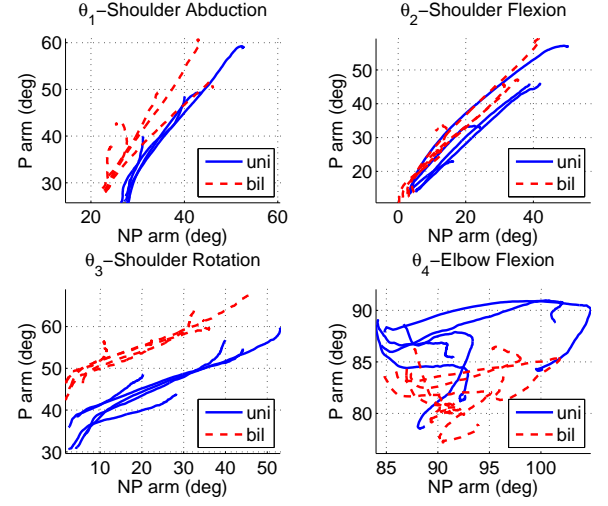 θ1−Shoulder Abduction
60
50
40
30
P arm (deg)
20
40
60
NP arm (deg)
uni
bil
θ2−Shoulder Flexion
50
40
30
20
P arm (deg)
0
20
40
NP arm (deg)
uni
bil
θ3−Shoulder Rotation
60
50
40
30
P arm (deg)
10
20
30
40
50
NP arm (deg)
uni
bil
θ4−Elbow Flexion
90
85
80
P arm (deg)
85
90
95
100
NP arm (deg)
uni
bil